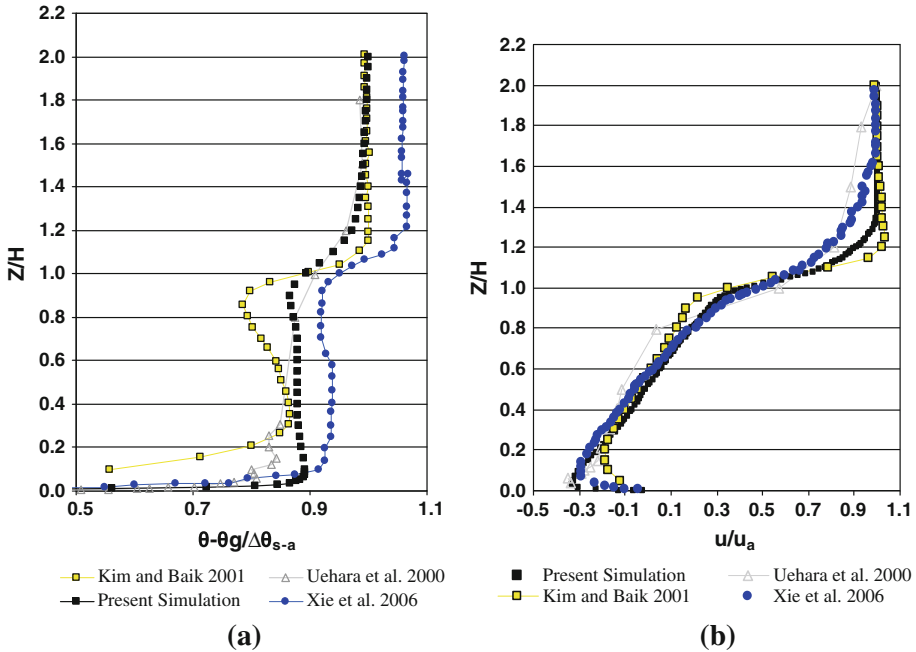 2.2
2.0
1.8
1.6
1.4
1.2
1.0
0.8
0.6
0.4
0.2
0.0
Z/H
0.5 0.7 0.9 1.1
θ-θg/Δθs-a
Kim and Baik 2001 Uehara et al. 2000
Present Simulation Xie et al. 2006
(a)
2.2
2.0
1.8
1.6
1.4
1.2
1.0
0.8
0.6
0.4
0.2
0.0
Z/H
-0.5 -0.3 -0.1 0.1 0.3 0.5 0.7 0.9 1.1
u/ua
Present Simulation Uehara et al. 2000
Kim and Baik 2001 Xie et al. 2006
(b)